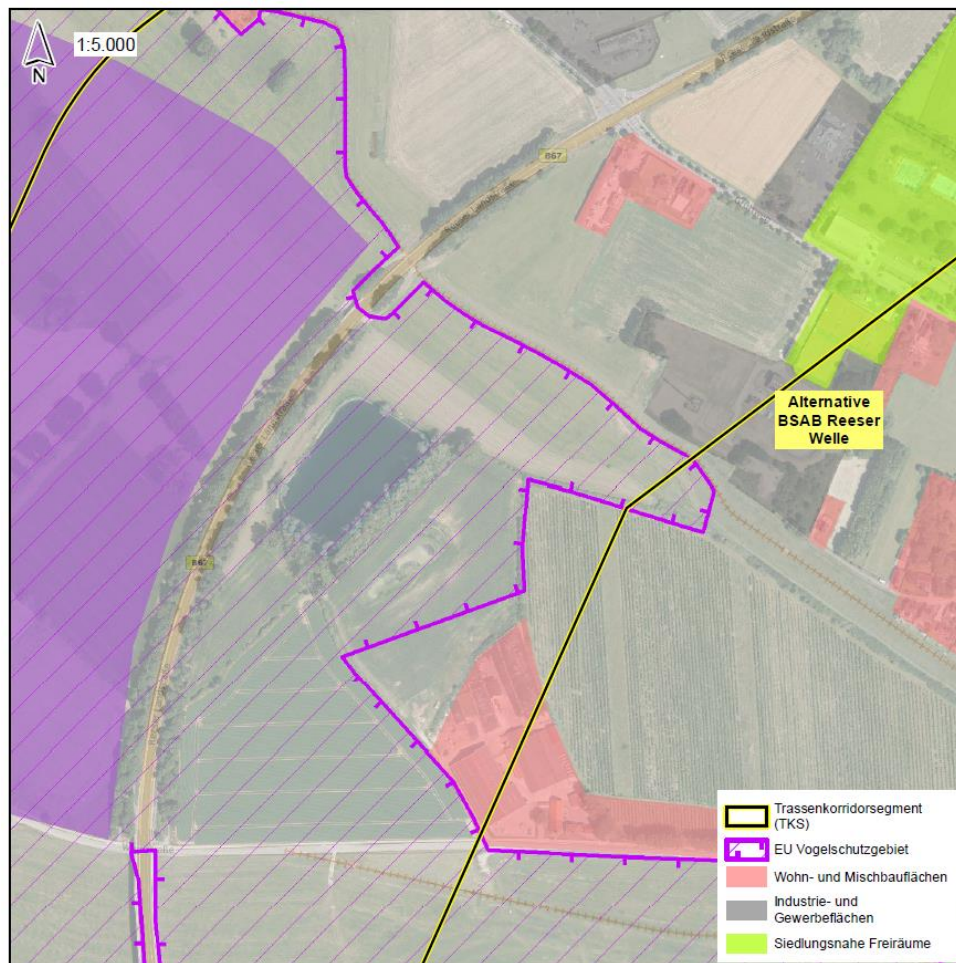 1:5.000
N
B67
Alternative
BSAB Reeser
Welle
Trassenkorridorsegment
(TKS)
EU Vogelschutzgebiet
Wohn- und Mischbauflächen
Industrie- und
Gewerbeflächen
Siedlungsnahe Freiräume